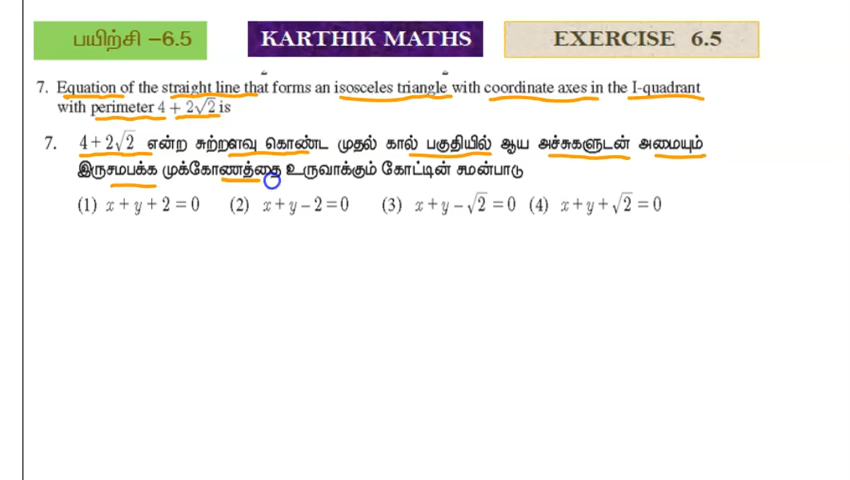 பயிற்சி –6.5 KARTHIK MATHS EXERCISE 6.5
7. Equation of the straight line that forms an isosceles triangle with coordinate axes in the I-quadrant
with perimeter 4 + 2√2 is
7. 4 + 2√2 என்ற சுற்றளவு கொண்ட முதல் கால் பகுதியில் ஆய அச்சுகளுடன் அமையும்
இருசமபக்க முக்கோணத்தை உருவாக்கும் கோட்டின் சமன்பாடு
(1) x + y + 2 = 0 (2) x + y − 2 = 0 (3) x + y − √2 = 0 (4) x + y + √2 = 0